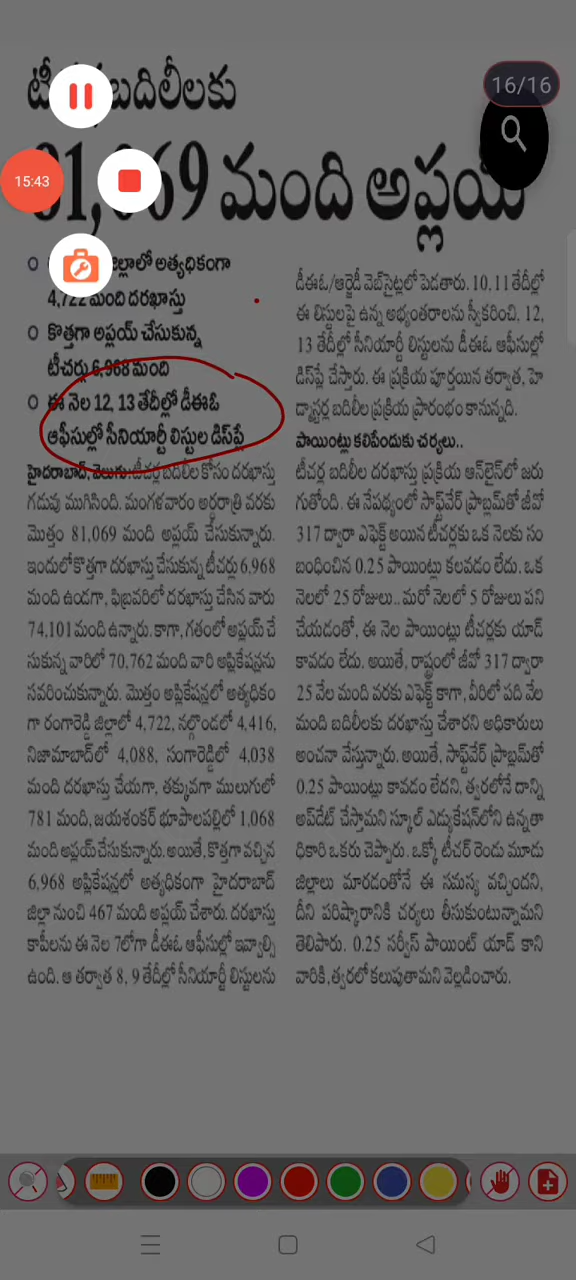 16/16
బదిలీలకు
15:43
81,069 మంది అప్లయ్
జిల్లాలో అత్యధికంగా
4,722 మంది దరఖాస్తు
కొత్తగా అప్లయ్ చేసుకున్న
టీచర్లు 6,968 మంది
ఈ నెల 12, 13 తేదీల్లో డీఈఓ
ఆఫీసుల్లో సీనియార్టీ లిస్టుల డిస్‌ప్లే
హైదరాబాద్, వెలుగు: టీచర్ల బదిలీల కోసం దరఖాస్తు
గడువు ముగిసింది. మంగళవారం అర్ధరాత్రి వరకు
మొత్తం 81,069 మంది అప్లయ్ చేసుకున్నారు.
ఇందులో కొత్తగా దరఖాస్తు చేసుకున్న టీచర్లు 6,968
మంది ఉండగా, ఫిబ్రవరిలో దరఖాస్తు చేసిన వారు
74,101 మంది ఉన్నారు. కాగా, గతంలో అప్లయ్ చే
సుకున్న వారిలో 70,762 మంది వారి అప్లికేషన్లను
సవరించుకున్నారు. మొత్తం అప్లికేషన్లలో అత్యధికం
గా రంగారెడ్డి జిల్లాలో 4,722, నల్గొండలో 4,416,
నిజామాబాద్‌లో 4,088, సంగారెడ్డిలో 4,038
మంది దరఖాస్తు చేయగా, తక్కువగా ములుగులో
781 మంది, జయశంకర్ భూపాలపల్లిలో 1,068
మంది అప్లయ్ చేసుకున్నారు. అయితే, కొత్తగా వచ్చిన
6,968 అప్లికేషన్లలో అత్యధికంగా హైదరాబాద్
జిల్లా నుంచి 467 మంది అప్లయ్ చేశారు. దరఖాస్తు
కాపీలను ఈ నెల 7లోగా డీఈఓ ఆఫీసుల్లో ఇవ్వాల్సి
ఉంది. ఆ తర్వాత 8, 9 తేదీల్లో సీనియార్టీ లిస్టులను
డీఈఓ/ఆర్జేడీ వెబ్‌సైట్లలో పెడతారు. 10, 11 తేదీల్లో
ఈ లిస్టులపై ఉన్న అభ్యంతరాలను స్వీకరించి, 12,
13 తేదీల్లో సీనియార్టీ లిస్టులను డీఈఓ ఆఫీసుల్లో
డిస్‌ప్లే చేస్తారు. ఈ ప్రక్రియ పూర్తయిన తర్వాత, హె
డ్మాస్టర్ల బదిలీల ప్రక్రియ ప్రారంభం కానున్నది.
పాయింట్లు కలిపేందుకు చర్యలు..
టీచర్ల బదిలీల దరఖాస్తు ప్రక్రియ ఆన్‌లైన్‌లో జరు
గుతోంది. ఈ నేపథ్యంలో సాఫ్ట్‌వేర్ ప్రాబ్లమ్‌తో జీవో
317 ద్వారా ఎఫెక్ట్ అయిన టీచర్లకు ఒక నెలకు సం
బంధించిన 0.25 పాయింట్లు కలవడం లేదు. ఒక
నెలలో 25 రోజులు.. మరో నెలలో 5 రోజులు పని
చేయడంతో, ఈ నెల పాయింట్లు టీచర్లకు యాడ్
కావడం లేదు. అయితే, రాష్ట్రంలో జీవో 317 ద్వారా
25 వేల మంది వరకు ఎఫెక్ట్ కాగా, వీరిలో పది వేల
మంది బదిలీలకు దరఖాస్తు చేశారని అధికారులు
అంచనా వేస్తున్నారు. అయితే, సాఫ్ట్‌వేర్ ప్రాబ్లమ్‌తో
0.25 పాయింట్లు కావడం లేదని, త్వరలోనే దాన్ని
అప్‌డేట్ చేస్తామని స్కూల్ ఎడ్యుకేషన్‌లోని ఉన్నతా
ధికారి ఒకరు చెప్పారు. ఒక్కో టీచర్ రెండు మూడు
జిల్లాలు మారడంతోనే ఈ సమస్య వచ్చిందని,
దీని పరిష్కారానికి చర్యలు తీసుకుంటున్నామని
తెలిపారు. 0.25 సర్వీస్ పాయింట్ యాడ్ కాని
వారికి, త్వరలో కలుపుతామని వెల్లడించారు.